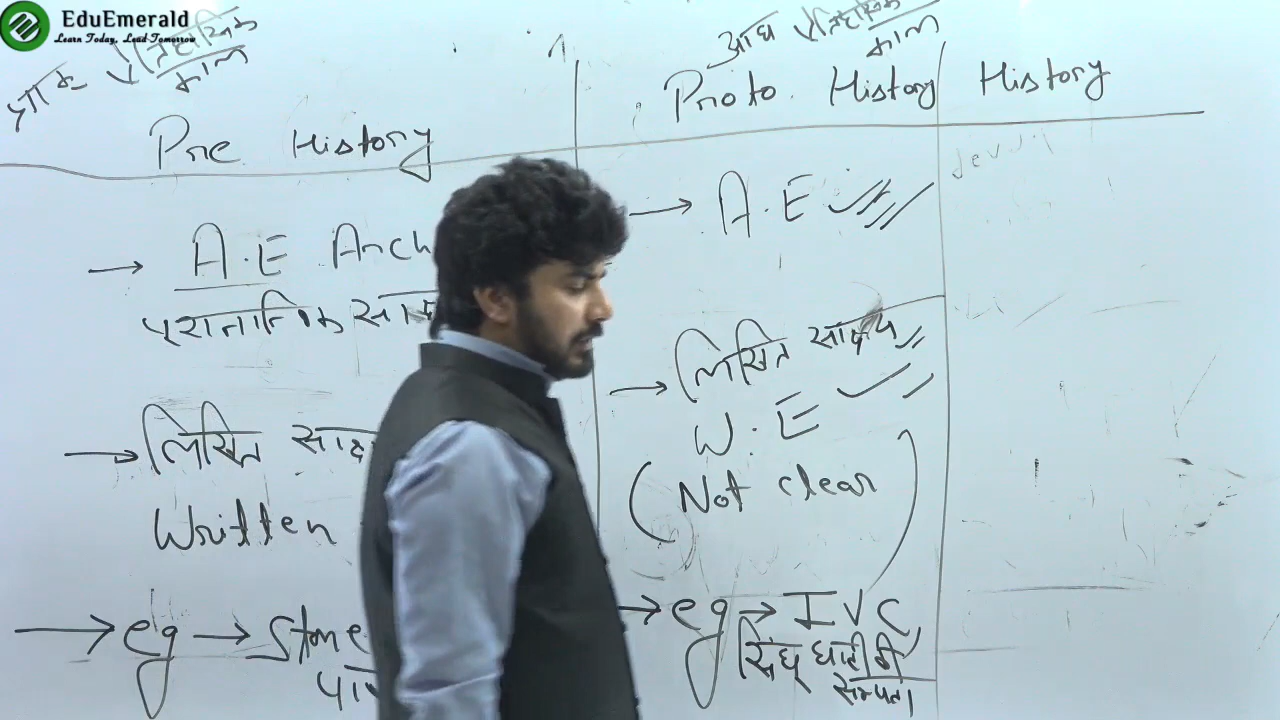 EduEmerald
Learn Today, Lead Tomorrow
प्राक ऐतिहासिक
काल
Pre History
→ A.E Arch
पुरातात्विक सा
→ लिखित साक्ष
Written
→ eg → Stone
पा
आद्य ऐतिहासिक
काल
Proto. History
→ A.E
→ लिखित साक्ष्य
W.E
(Not clear)
→ eg → IVC
सिंधु घाटी की
सभ्यता
History